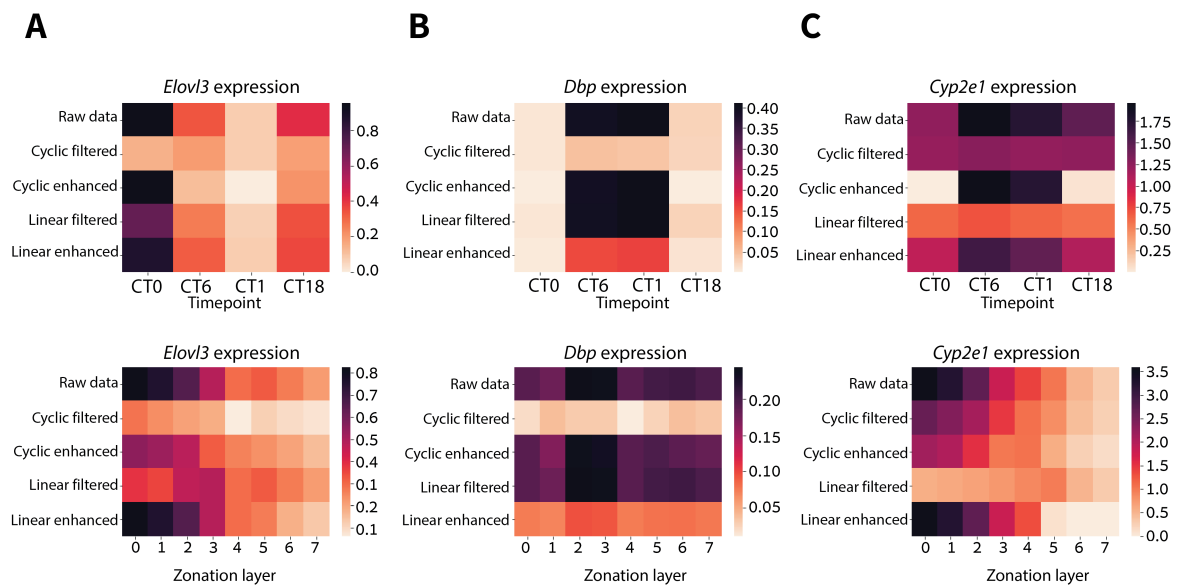 A
B
C
Elovl3 expression
Raw data
Cyclic filtered
Cyclic enhanced
Linear filtered
Linear enhanced
0.8
0.6
0.4
0.2
0.0
CT0 CT6 CT1 CT18
Timepoint
Dbp expression
Raw data
Cyclic filtered
Cyclic enhanced
Linear filtered
Linear enhanced
0.40
0.35
0.30
0.25
0.20
0.15
0.10
0.05
CT0 CT6 CT1 CT18
Timepoint
Cyp2e1 expression
Raw data
Cyclic filtered
Cyclic enhanced
Linear filtered
Linear enhanced
1.75
1.50
1.25
1.00
0.75
0.50
0.25
CT0 CT6 CT1 CT18
Timepoint
Elovl3 expression
Raw data
Cyclic filtered
Cyclic enhanced
Linear filtered
Linear enhanced
0.8
0.7
0.6
0.5
0.4
0.1
0.2
0.1
0 1 2 3 4 5 6 7
Zonation layer
Dbp expression
Raw data
Cyclic filtered
Cyclic enhanced
Linear filtered
Linear enhanced
0.20
0.15
0.10
0.05
0 1 2 3 4 5 6 7
Zonation layer
Cyp2e1 expression
Raw data
Cyclic filtered
Cyclic enhanced
Linear filtered
Linear enhanced
3.5
3.0
2.5
2.0
1.5
1.0
0.5
0.0
0 1 2 3 4 5 6 7
Zonation layer